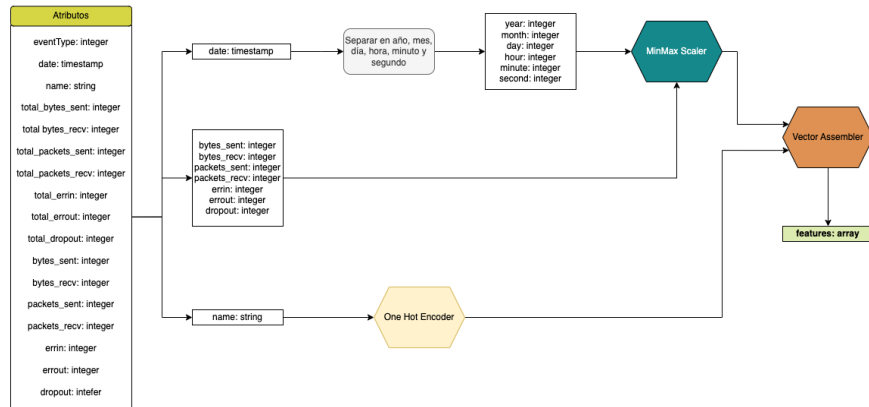 Atributos
eventType: integer
date: timestamp
name: string
total_bytes_sent: integer
total bytes_recv: integer
total_packets_sent: integer
total_packets_recv: integer
total_errin: integer
total_errout: integer
total_dropout: integer
bytes_sent: integer
bytes_recv: integer
packets_sent: integer
packets_recv: integer
errin: integer
errout: integer
dropout: intefer
date: timestamp
Separar en año, mes,
día, hora, minuto y
segundo
year: integer
month: integer
day: integer
hour: integer
minute: integer
second: integer
MinMax Scaler
bytes_sent: integer
bytes_recv: integer
packets_sent: integer
packets_recv: integer
errin: integer
errout: integer
dropout: integer
name: string
One Hot Encoder
Vector Assembler
features: array